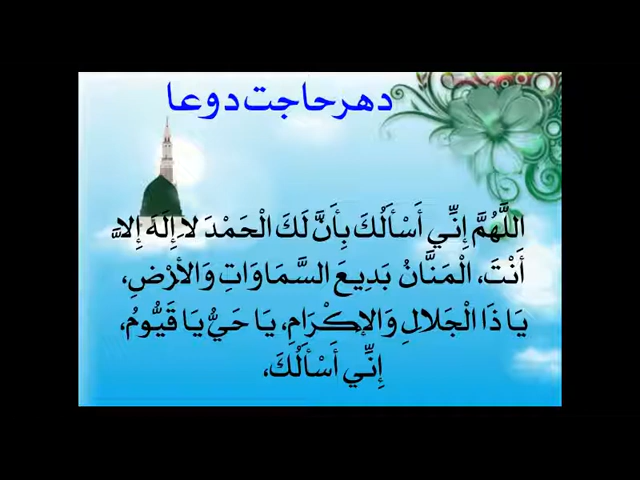 دهر حاجت دوعا
اللَّهُمَّ إِنِّي أَسْأَلُكَ بِأَنَّ لَكَ الْحَمْدَ لاَ إِلَهَ إِلاَّ
أَنْتَ، الْمَنَّانُ بَدِيعَ السَّمَاوَاتِ وَالأَرْضِ،
يَا ذَا الْجَلالِ وَالإِكْرَامِ، يَا حَيُّ يَا قَيُّومُ،
إِنِّي أَسْأَلُكَ،